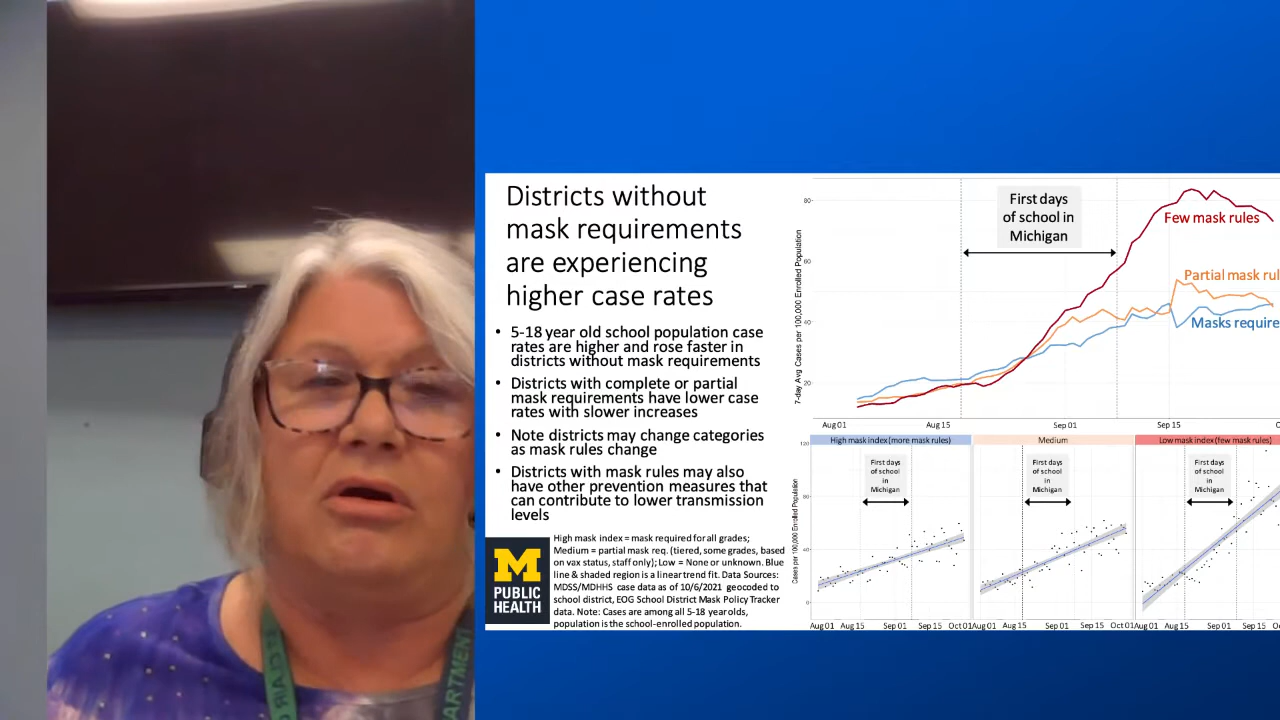 Districts without
mask requirements
are experiencing
higher case rates
• 5-18 year old school population case
rates are higher and rose faster in
districts without mask requirements
• Districts with complete or partial
mask requirements have lower case
rates with slower increases
• Note districts may change categories
as mask rules change
• Districts with mask rules may also
have other prevention measures that
can contribute to lower transmission
levels
M
PUBLIC
HEALTH
High mask index = mask required for all grades;
Medium = partial mask req. (tiered, some grades, based
on vax status, staff only); Low = None or unknown. Blue
line & shaded region is a linear trend fit. Data Sources:
MDSS/MDHHS case data as of 10/6/2021 geocoded to
school district, EOG School District Mask Policy Tracker
data. Note: Cases are among all 5-18 year olds,
population is the school-enrolled population.
7-day Avg Cases per 100,000 Enrolled Population
80
60
40
20
First days
of school in
Michigan
Few mask rules
Partial mask rul
Masks require
Aug 01 Aug 15 Sep 01 Sep 15 O
Cases per 100,000 Enrolled Population
120
80
40
0
High mask index (more mask rules)
First days
of school
in
Michigan
Aug 01 Aug 15 Sep 01 Sep 15 Oct 01
Medium
First days
of school
in
Michigan
Aug 01 Aug 15 Sep 01 Sep 15 Oct 01
Low mask index (few mask rules)
First days
of school
in
Michigan
Aug 01 Aug 15 Sep 01 Sep 15 Oc
ARTMENT